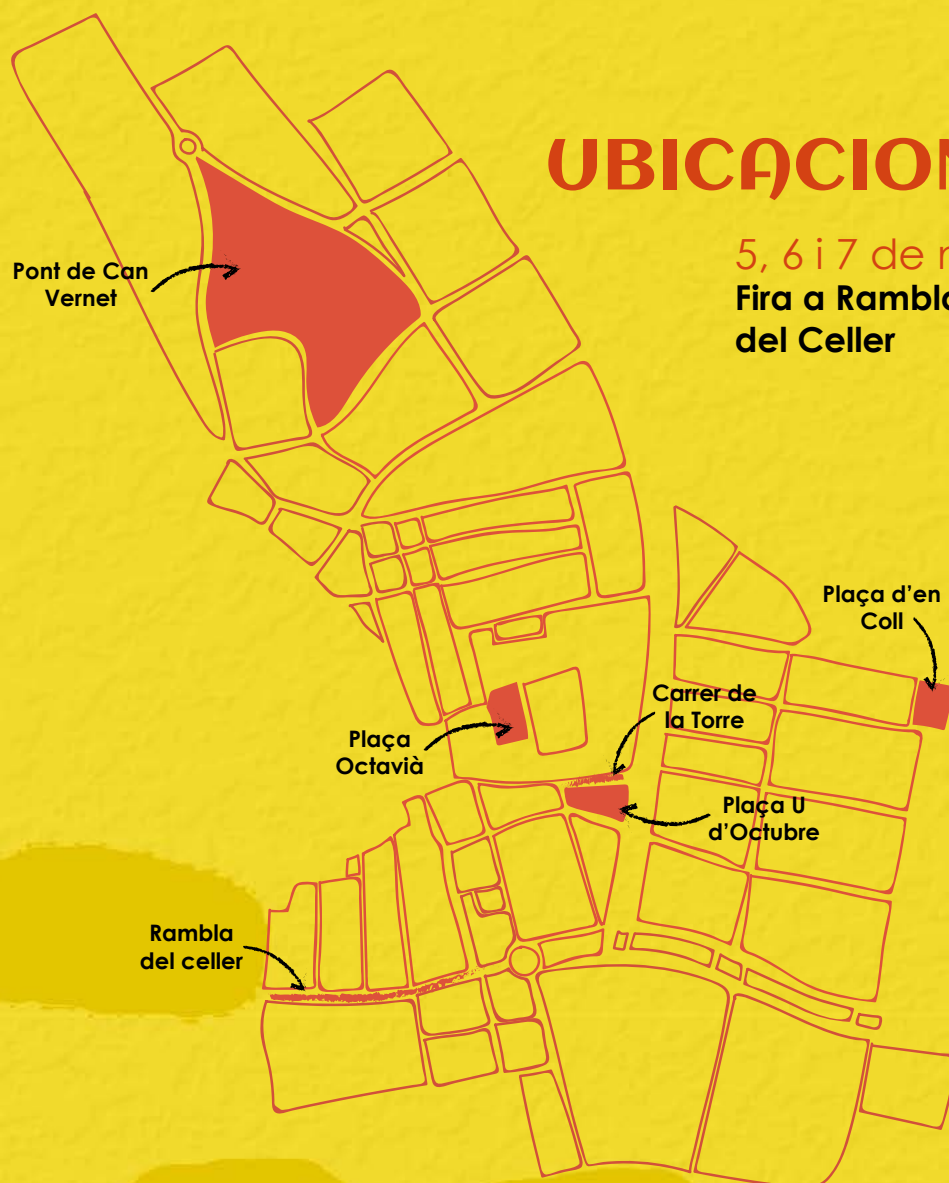 UBICACION
5, 6 i 7 de
Fira a Rambla
del Celler
Pont de Can
Vernet
Plaça d'en
Coll
Carrer de
la Torre
Plaça
Octavià
Plaça U
d'Octubre
Rambla
del celler